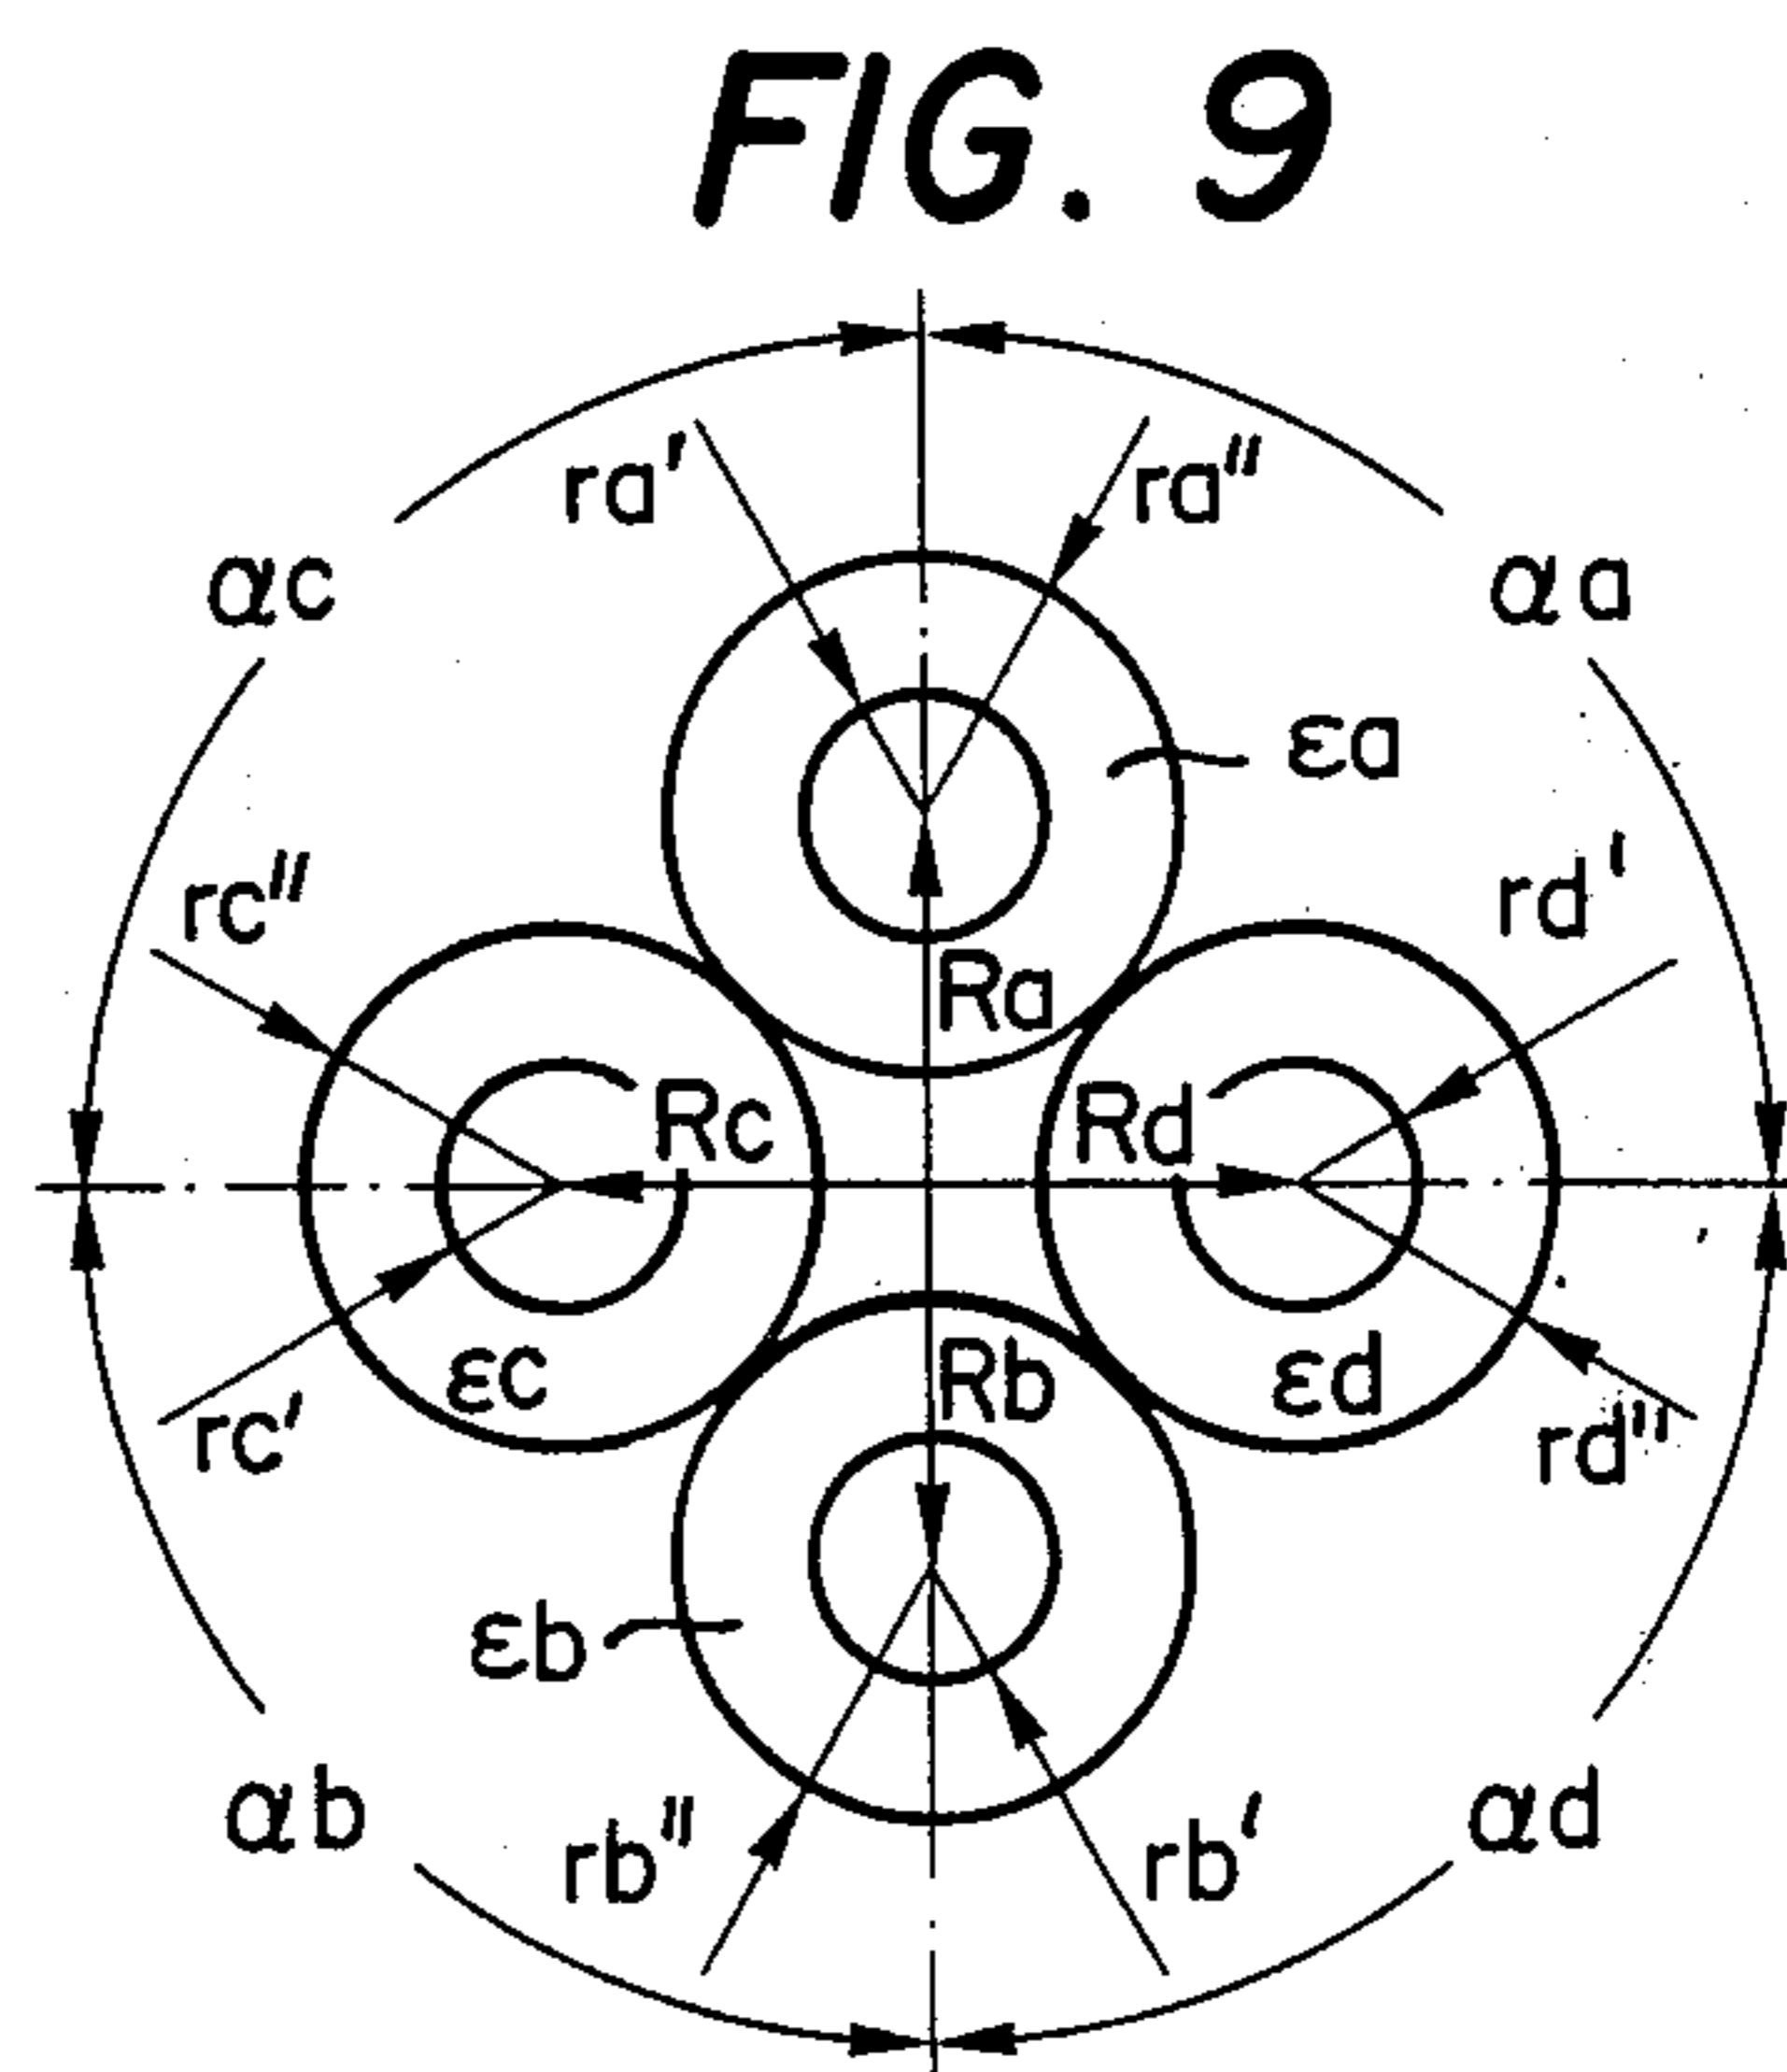 FIG. 9
ra' ra"
αc αa
εa
rc" rd'
Ra
Rc Rd
εc Rb εd
rc' rd"
εb
αb αd
rb" rb'